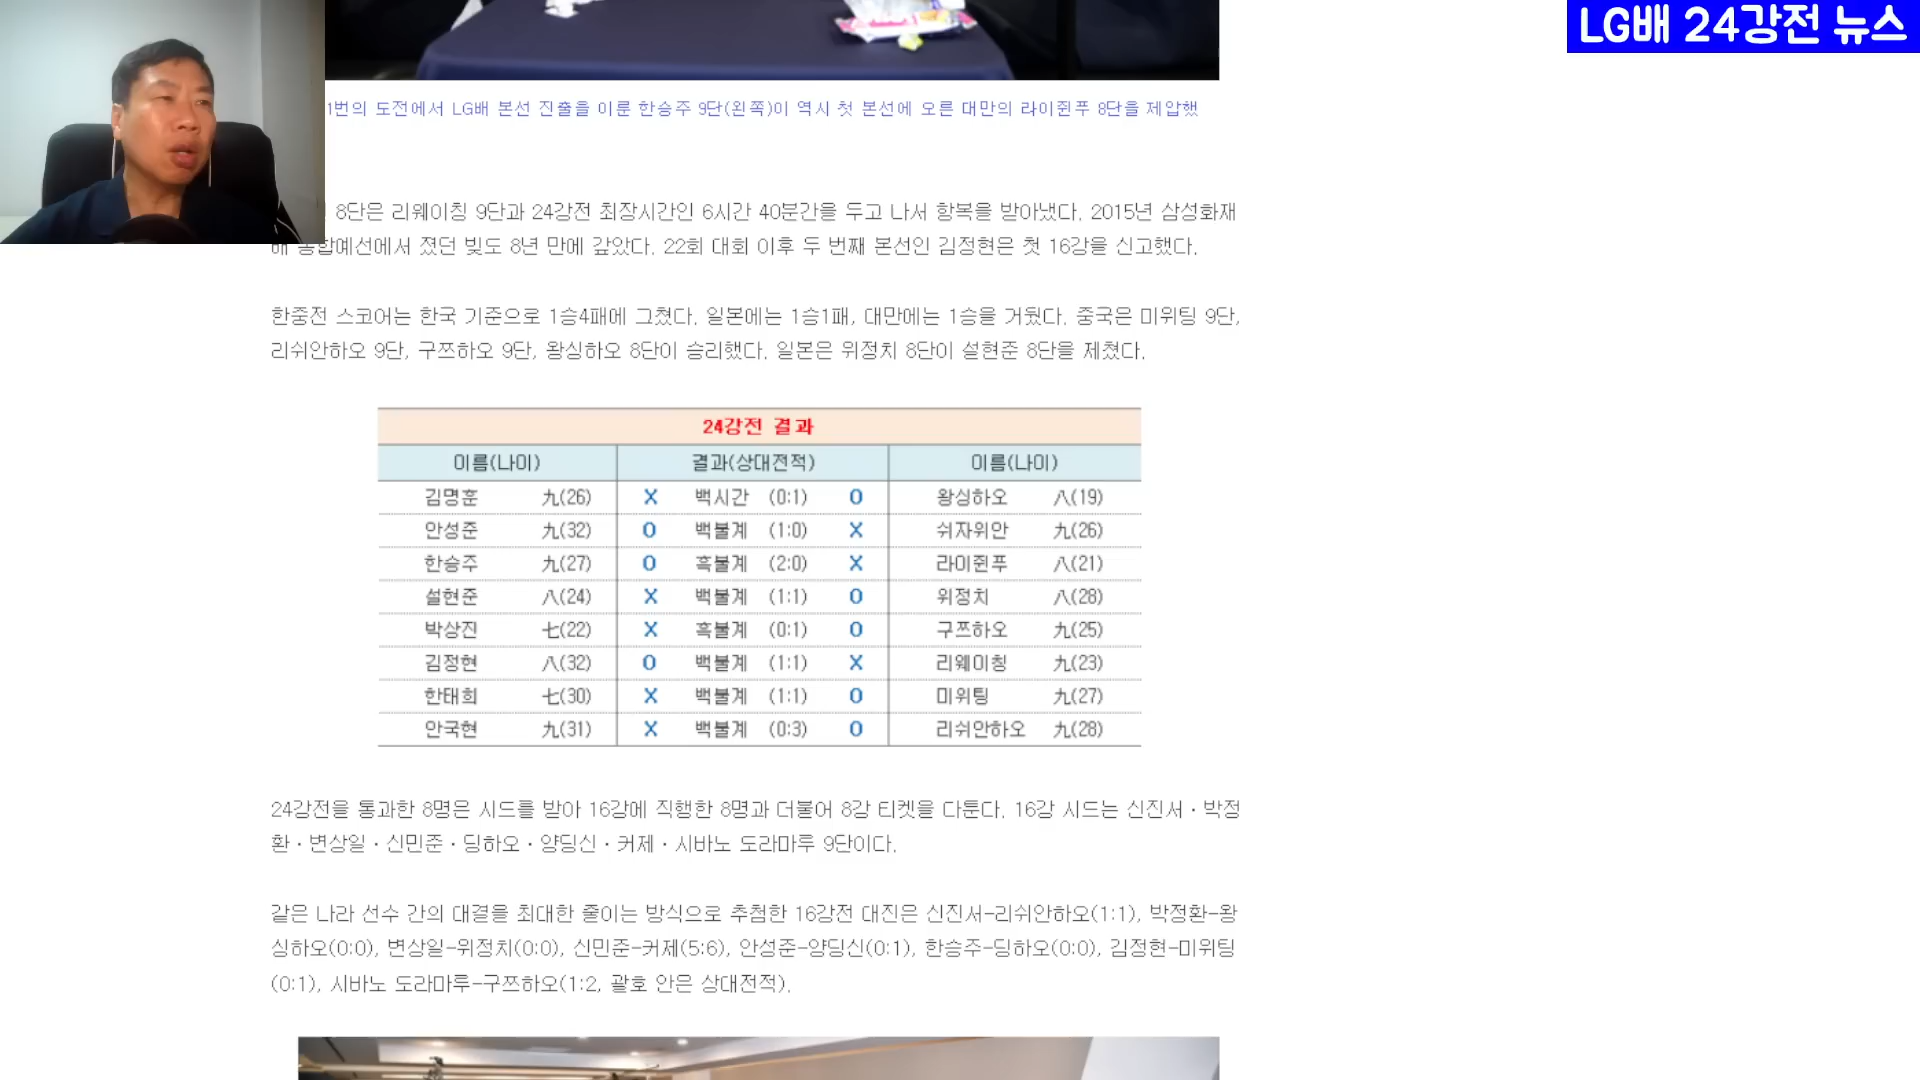 LG배 24강전 뉴스
1번의 도전에서 LG배 본선 진출을 이룬 한승주 9단(왼쪽)이 역시 첫 본선에 오른 대만의 라이쥔푸 8단을 제압했
8단은 리웨이칭 9단과 24강전 최장시간인 6시간 40분간을 두고 나서 항복을 받아냈다. 2015년 삼성화재
배 통합예선에서 졌던 빚도 8년 만에 갚았다. 22회 대회 이후 두 번째 본선인 김정현은 첫 16강을 신고했다.
한중전 스코어는 한국 기준으로 1승4패에 그쳤다. 일본에는 1승1패, 대만에는 1승을 거뒀다. 중국은 미위팅 9단,
리쉬안하오 9단, 구쯔하오 9단, 왕싱하오 8단이 승리했다. 일본은 위정치 8단이 설현준 8단을 제쳤다.
24강전 결과
이름(나이) 결과(상대전적) 이름(나이)
김명훈 九(26) X 백시간 (0:1) O 왕싱하오 八(19)
안성준 九(32) O 백불계 (1:0) X 쉬자위안 九(26)
한승주 九(27) O 흑불계 (2:0) X 라이쥔푸 八(21)
설현준 八(24) X 백불계 (1:1) O 위정치 八(28)
박상진 七(22) X 흑불계 (0:1) O 구쯔하오 九(25)
김정현 八(32) O 백불계 (1:1) X 리웨이칭 九(23)
한태희 七(30) X 백불계 (1:1) O 미위팅 九(27)
안국현 九(31) X 백불계 (0:3) O 리쉬안하오 九(28)
24강전을 통과한 8명은 시드를 받아 16강에 직행한 8명과 더불어 8강 티켓을 다툰다. 16강 시드는 신진서·박정
환·변상일·신민준·딩하오·양딩신·커제·시바노 도라마루 9단이다.
같은 나라 선수 간의 대결을 최대한 줄이는 방식으로 추첨한 16강전 대진은 신진서-리쉬안하오(1:1), 박정환-왕
싱하오(0:0), 변상일-위정치(0:0), 신민준-커제(5:6), 안성준-양딩신(0:1), 한승주-딩하오(0:0), 김정현-미위팅
(0:1), 시바노 도라마루-구쯔하오(1:2, 괄호 안은 상대전적).